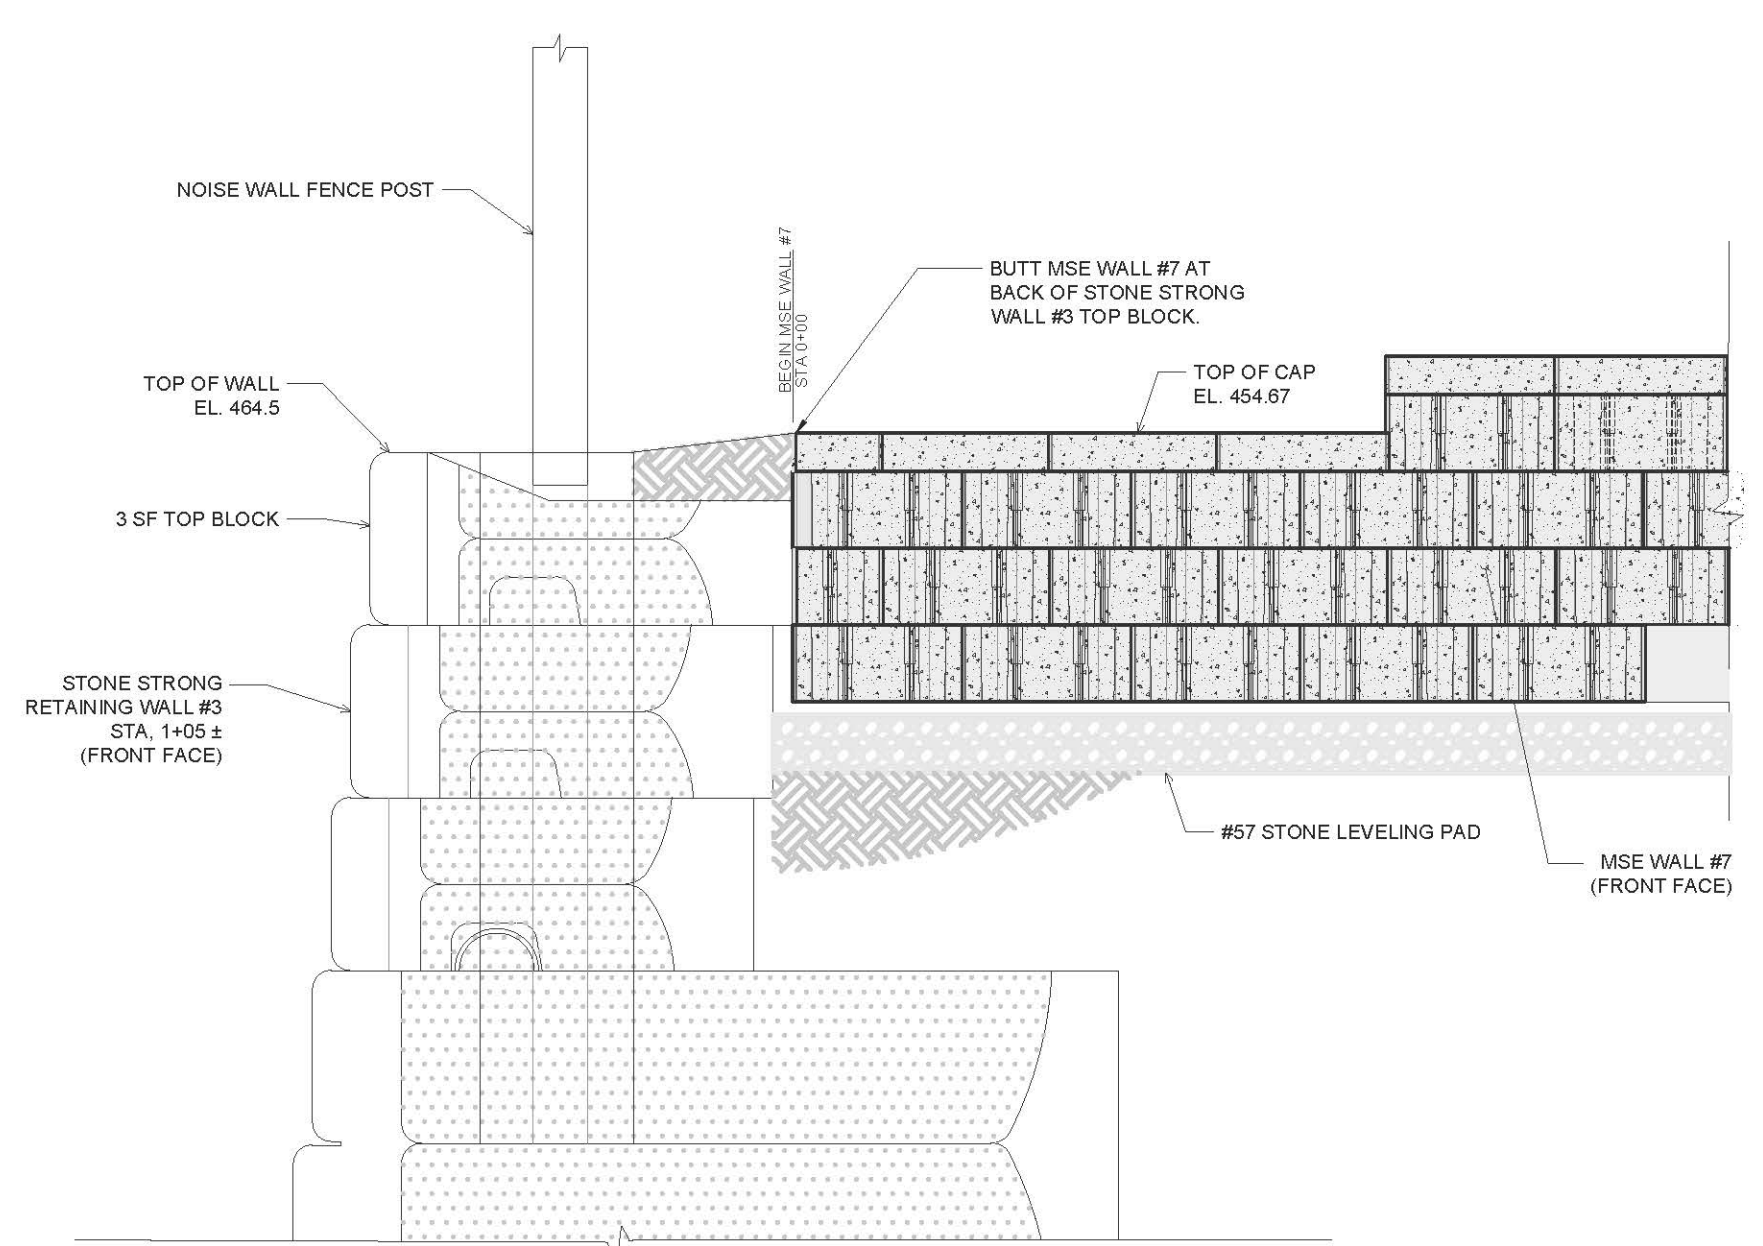 NOISE WALL FENCE POST
BEGIN MSE WALL #7
STA 0+00
BUTT MSE WALL #7 AT
BACK OF STONE STRONG
WALL #3 TOP BLOCK.
TOP OF WALL
EL. 464.5
TOP OF CAP
EL. 454.67
3 SF TOP BLOCK
STONE STRONG
RETAINING WALL #3
STA, 1+05 ±
(FRONT FACE)
#57 STONE LEVELING PAD
MSE WALL #7
(FRONT FACE)